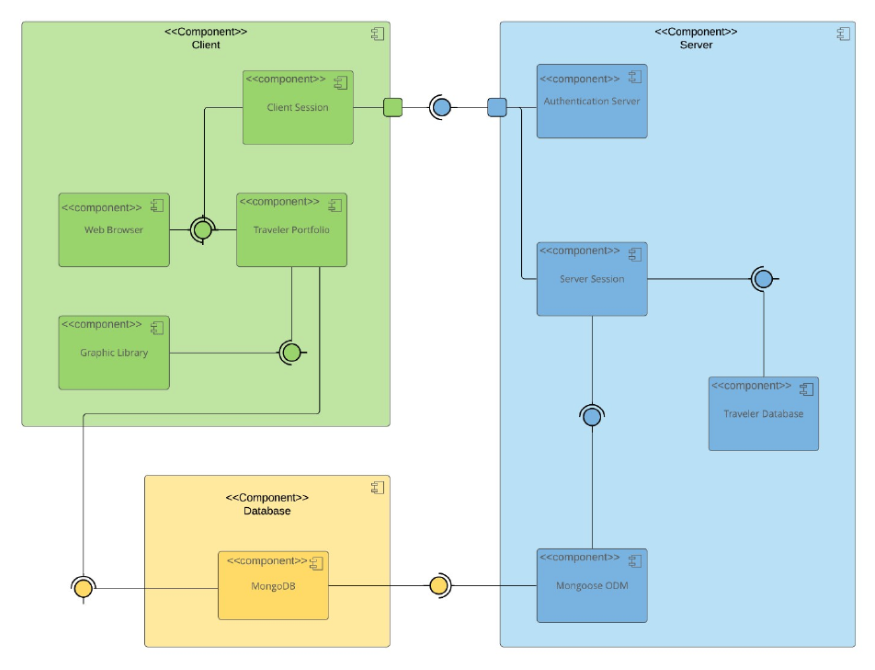 <<Component>>
Client
<<component>>
Client Session
<<component>>
Web Browser
<<component>>
Traveler Portfolio
<<component>>
Graphic Library
<<Component>>
Server
<<component>>
Authentication Server
<<component>>
Server Session
<<component>>
Traveler Database
<<component>>
Mongoose ODM
<<Component>>
Database
<<component>>
MongoDB